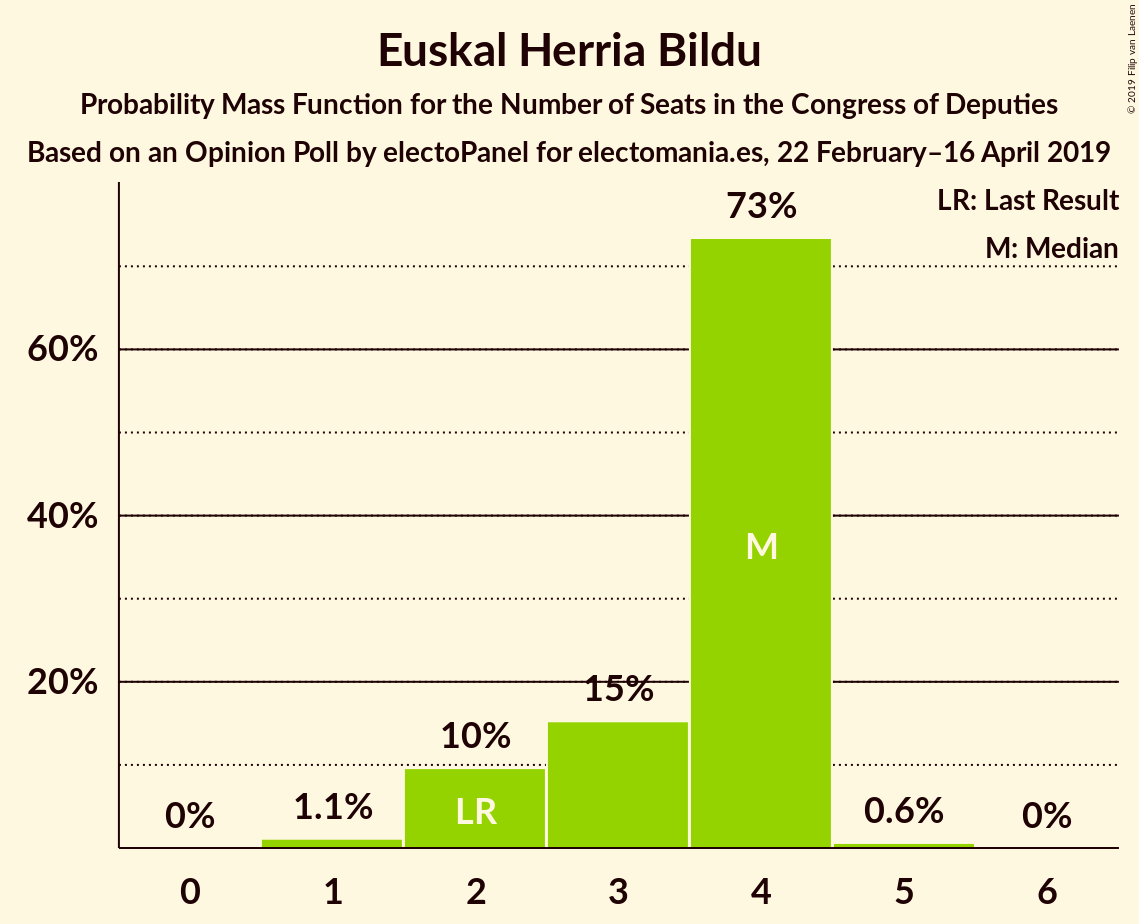 Euskal Herria Bildu
Probability Mass Function for the Number of Seats in the Congress of Deputies
Based on an Opinion Poll by electoPanel for electomania.es, 22 February–16 April 2019
© 2019 Filip van Laenen
LR: Last Result
M: Median
73%
60%
40%
20%
M
15%
10%
LR
0%
1.1%
0.6%
0%
0 1 2 3 4 5 6